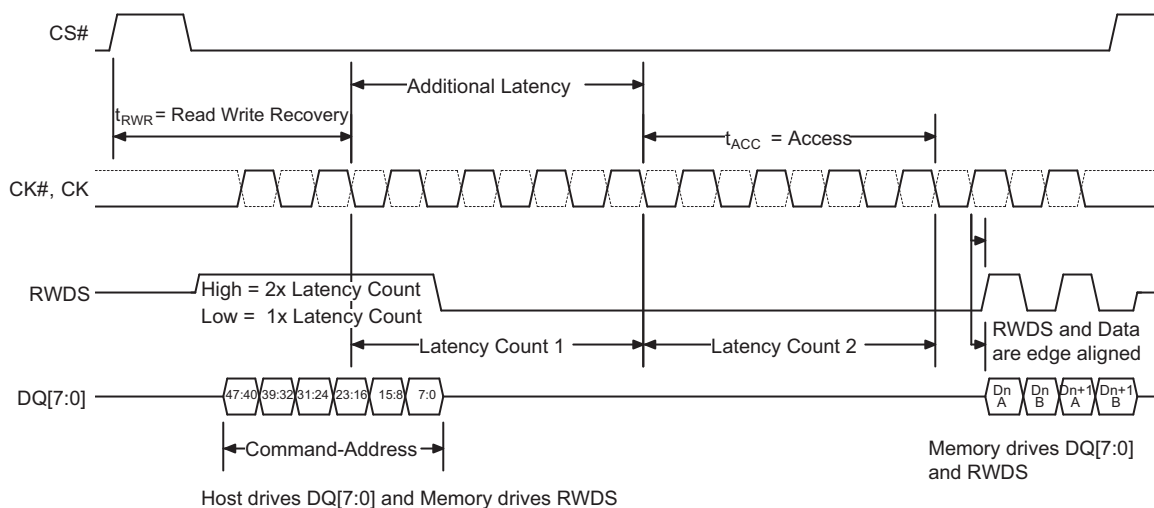 CS#
Additional Latency
tRWR= Read Write Recovery
tACC = Access
CK#, CK
RWDS
High = 2x Latency Count
Low = 1x Latency Count
RWDS and Data
are edge aligned
Latency Count 1
Latency Count 2
DQ[7:0]
47:40 39:32 31:24 23:16 15:8 7:0
Dn A
Dn B
Dn+1 A
Dn+1 B
Command-Address
Memory drives DQ[7:0]
and RWDS
Host drives DQ[7:0] and Memory drives RWDS